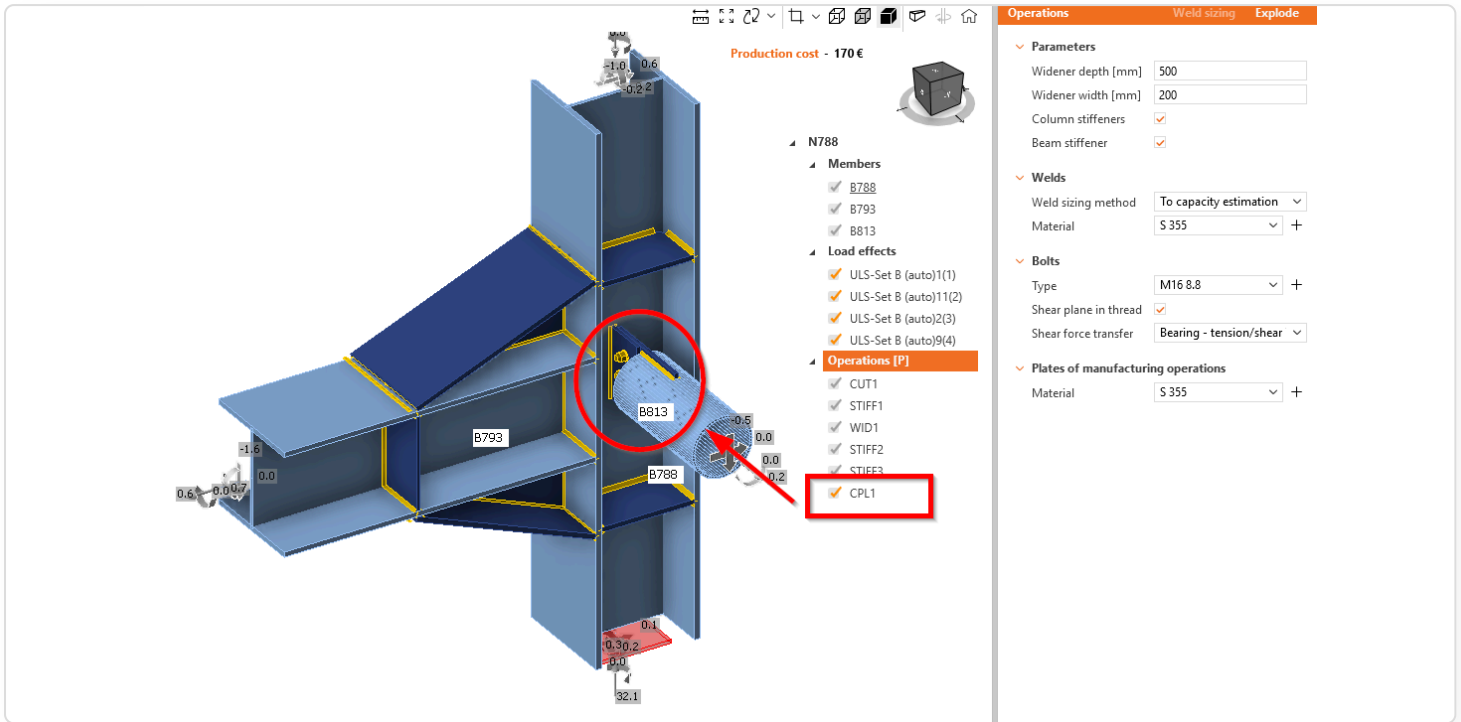 Production cost - 170 €
0.0
-1.0
0.6
-0.2
2
B813
B793
B788
-0.5
0.0
0.0
0.2
-1.6
0.0
0.6
0.0
0.7
0.1
0.3
0.2
0.0
32.1
N788
Members
B788
B793
B813
Load effects
ULS-Set B (auto)1(1)
ULS-Set B (auto)11(2)
ULS-Set B (auto)2(3)
ULS-Set B (auto)9(4)
Operations [P]
CUT1
STIFF1
WID1
STIFF2
STIFF3
CPL1
Operations Weld sizing Explode
Parameters
Widener depth [mm] 500
Widener width [mm] 200
Column stiffeners
Beam stiffener
Welds
Weld sizing method To capacity estimation
Material S 355
Bolts
Type M16 8.8
Shear plane in thread
Shear force transfer Bearing - tension/shear
Plates of manufacturing operations
Material S 355